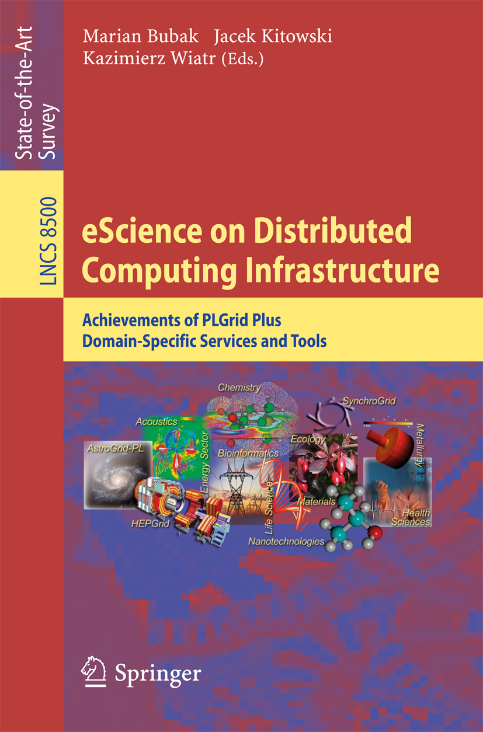 Marian Bubak Jacek Kitowski
Kazimierz Wiatr (Eds.)
State-of-the-Art
Survey
LNCS 8500
eScience on Distributed
Computing Infrastructure
Achievements of PLGrid Plus
Domain-Specific Services and Tools
Chemistry
SynchroGrid
Acoustics
Ecology
Metallurgy
AstroGrid-PL
Energy Sector
Bioinformatics
HEPGrid
Life Science
Materials
Health
Sciences
Nanotechnologies
Springer